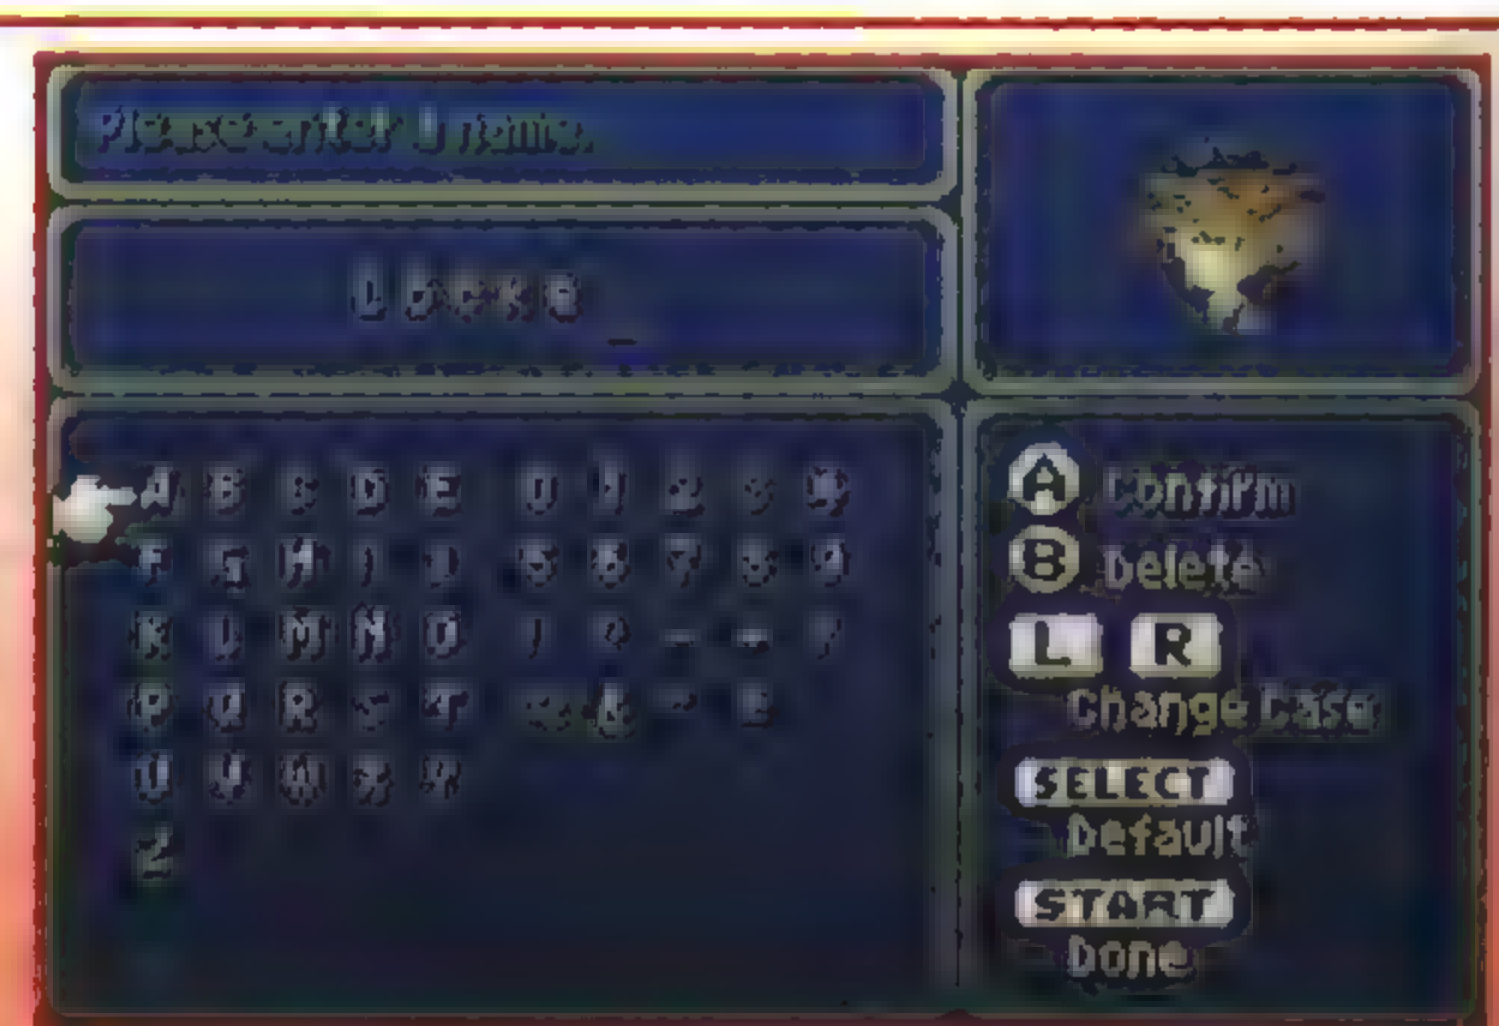 Please enter a name.
Locke_
A B C D E 0 1 2 3 4
F G H I J 5 6 7 8 9
K L M N O ! ? /
P Q R S T
U V W X Y
Z
A Confirm
B Delete
L R
Change Case
SELECT
Default
START
Done